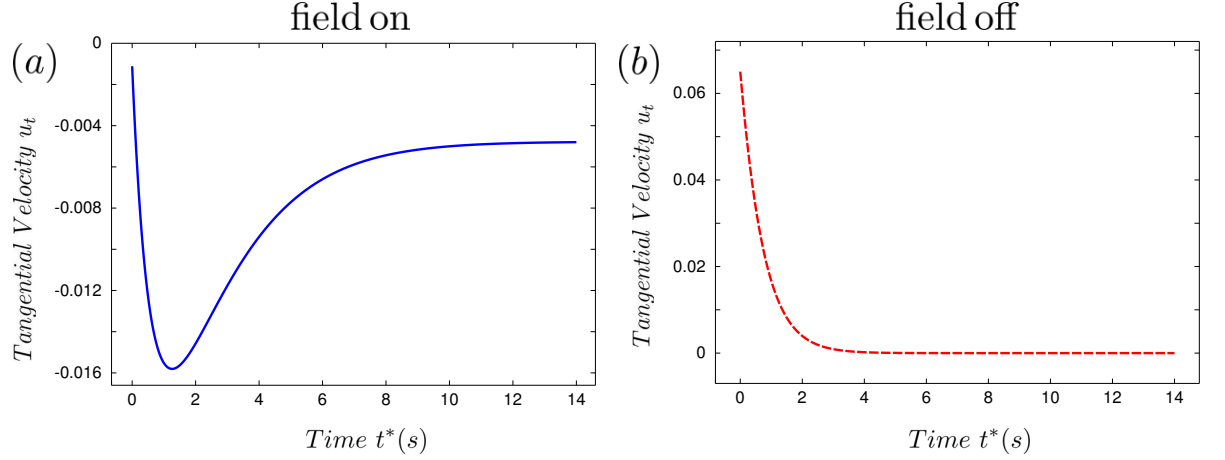 field on
(a)
0
-0.004
-0.008
-0.012
-0.016
Tangential Velocity u_t
0 2 4 6 8 10 12 14
Time t*(s)
field off
(b)
0.06
0.04
0.02
0
Tangential Velocity u_t
0 2 4 6 8 10 12 14
Time t*(s)